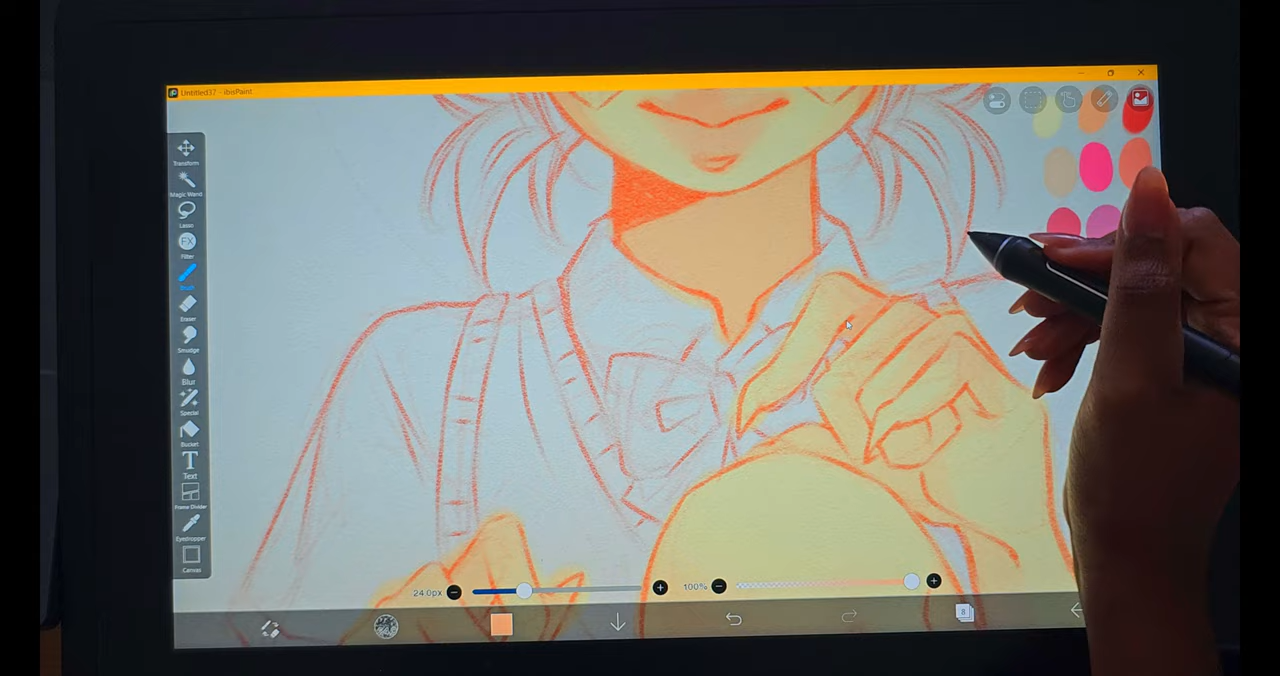 Untitled37 - ibisPaint
Transform
Magic Wand
Lasso
FX
Filter
Brush
Eraser
Smudge
Blur
Special
Bucket
T
Text
Frame Divider
Eyedropper
Canvas
24.0px
100%
8